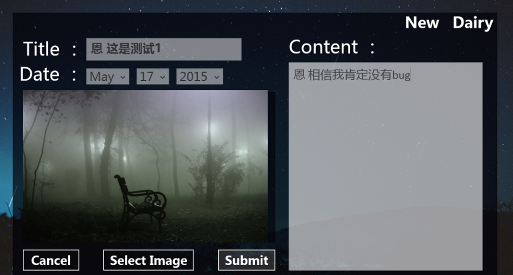 New Dairy
Title :
恩 这是测试1
Date :
May 17 2015
Content :
恩 相信我肯定没有bug
Cancel
Select Image
Submit